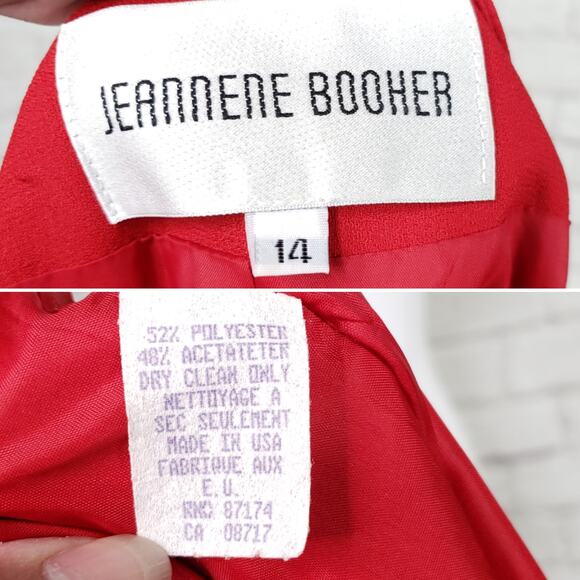 JEANNENE BOOHER
14
52% POLYESTER
48% ACETATETER
DRY CLEAN ONLY
NETTOYAGE A
SEC SEULEMENT
MADE IN USA
FABRIQUE AUX
E.U.
RN% 87174
CA 08717